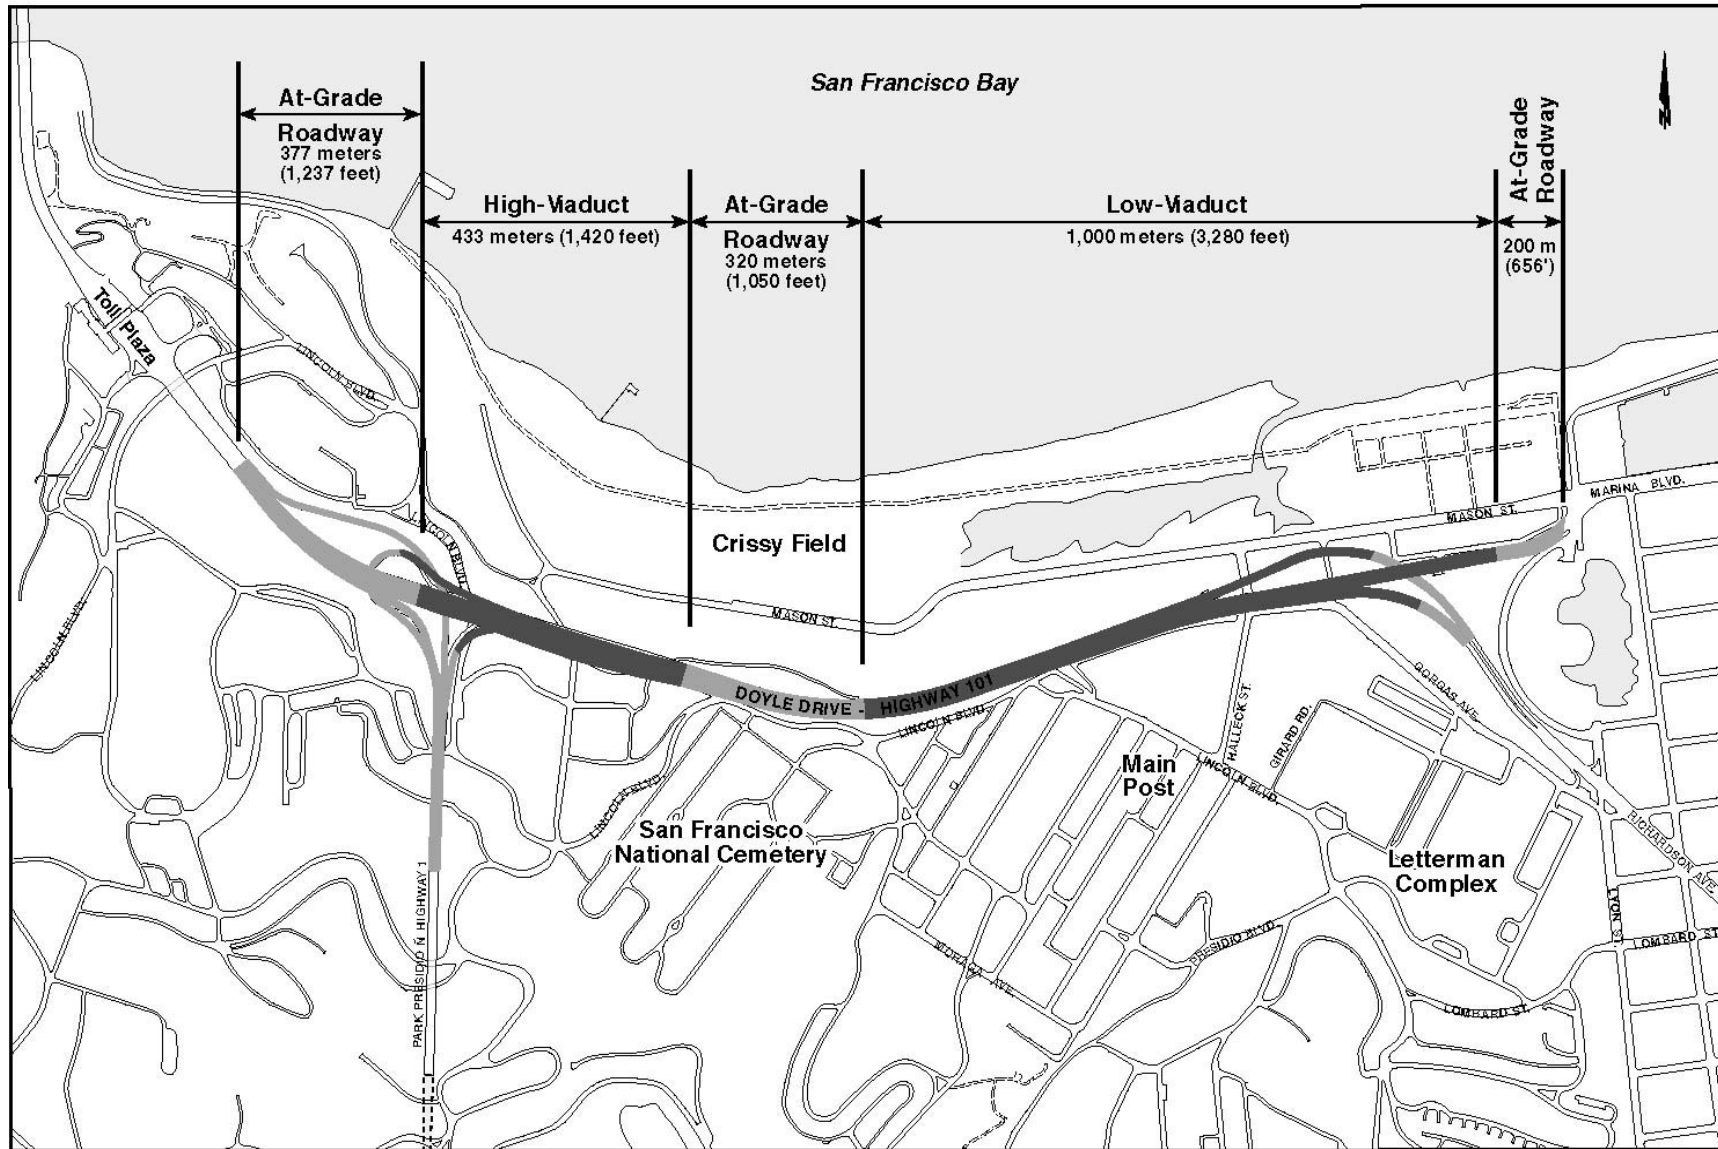 San Francisco Bay
At-Grade
Roadway
377 meters
(1,237 feet)
High-Viaduct
433 meters (1,420 feet)
At-Grade
Roadway
320 meters
(1,050 feet)
Low-Viaduct
1,000 meters (3,280 feet)
At-Grade
Roadway
200 m
(656')
N
Toll Plaza
LINCOLN BLVD.
LINCOLN BLVD.
LINCOLN BLVD.
Crissy Field
MASON ST.
MASON ST.
MARINA BLVD.
DOYLE DRIVE - HIGHWAY 101
LINCOLN BLVD.
LINCOLN BLVD.
HALLECK ST.
GIRARD RD.
GORGAS AVE.
Main
Post
LINCOLN BLVD.
San Francisco
National Cemetery
Letterman
Complex
RICHARDSON AVE.
LYON ST.
LOMBARD ST.
PRESIDIO BLVD.
MORAGA AVE.
LOMBARD ST.
PARK PRESIDIO Ñ HIGHWAY 1